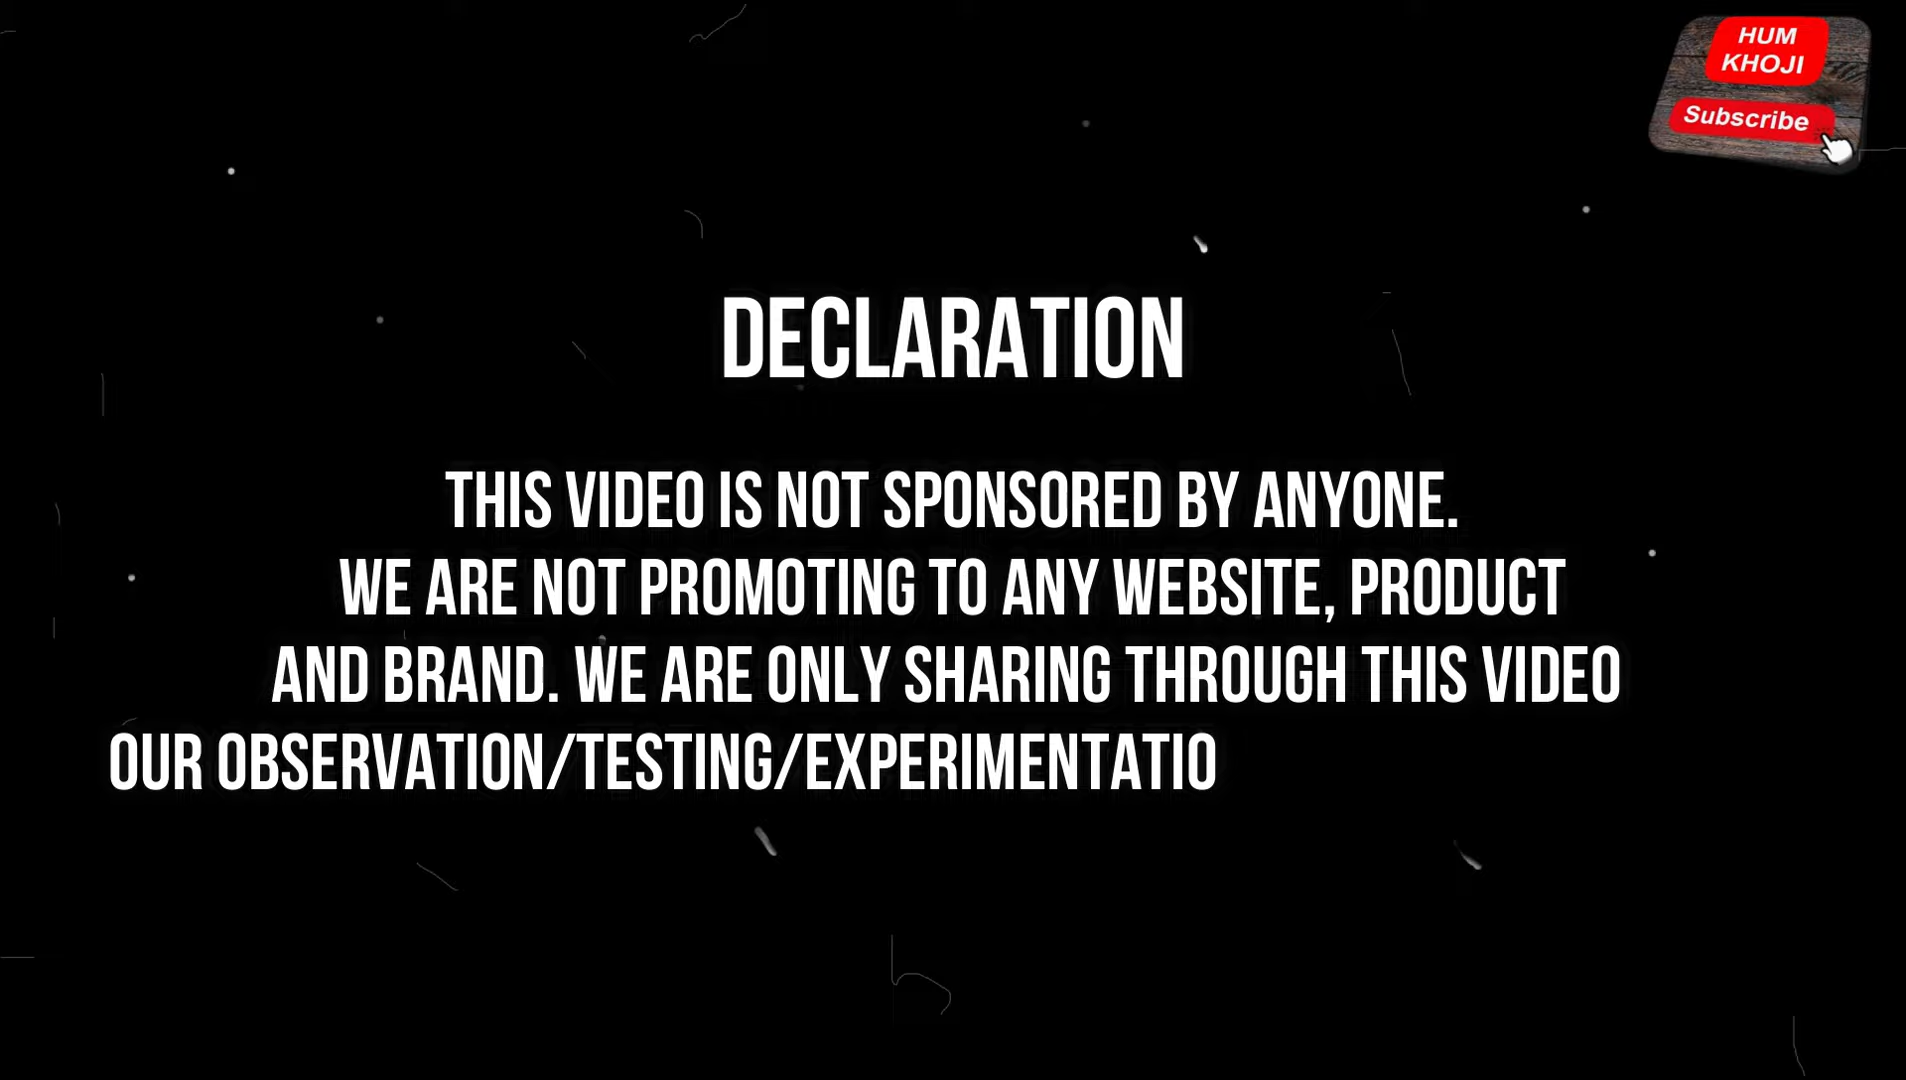 HUM
KHOJI
Subscribe
DECLARATION
THIS VIDEO IS NOT SPONSORED BY ANYONE.
WE ARE NOT PROMOTING TO ANY WEBSITE, PRODUCT
AND BRAND. WE ARE ONLY SHARING THROUGH THIS VIDEO
OUR OBSERVATION/TESTING/EXPERIMENTATIO